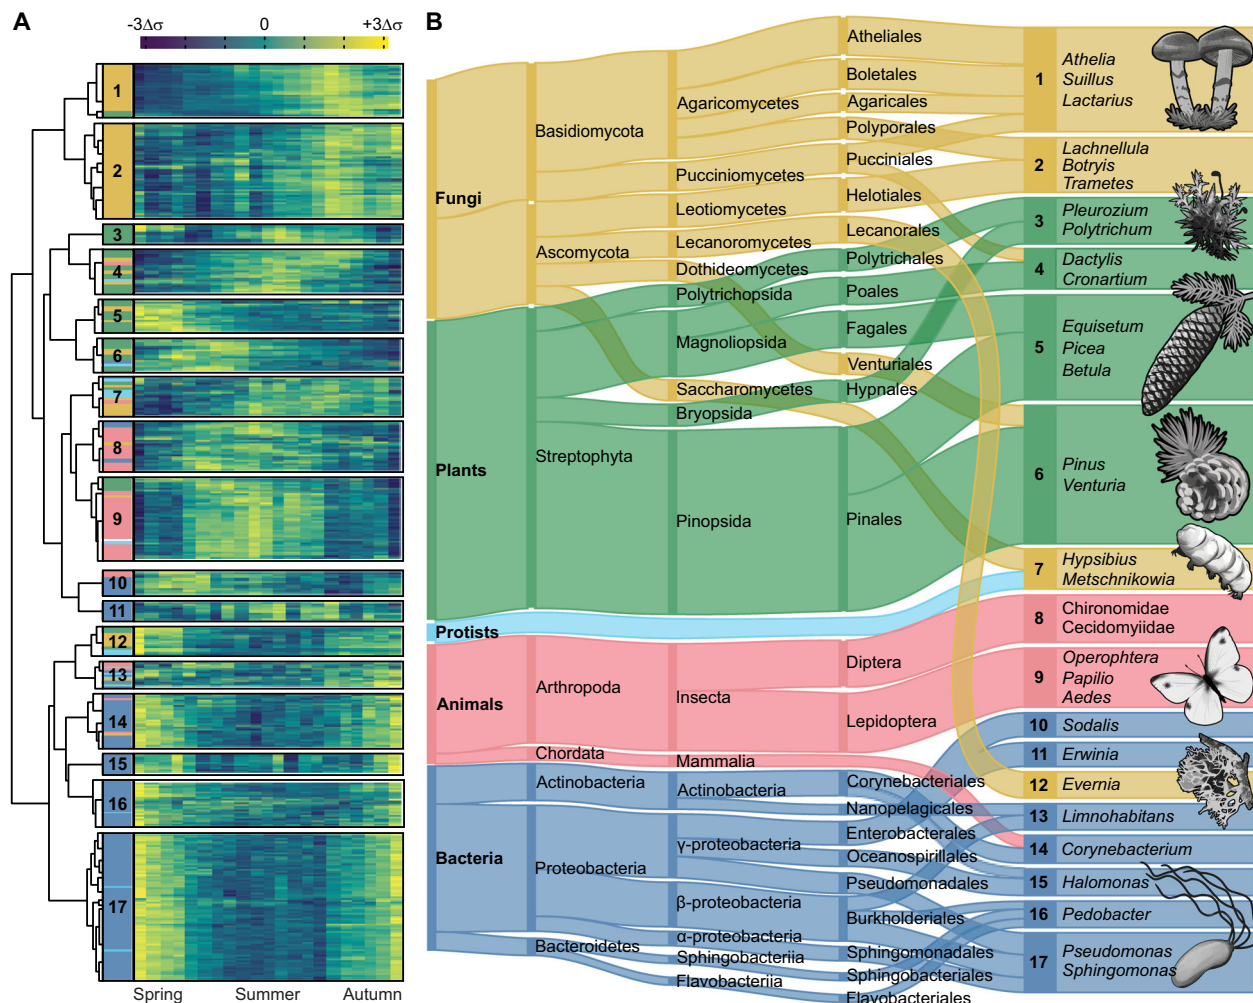 A
-3Δσ 0 +3Δσ
1
2
3
4
5
6
7
8
9
10
11
12
13
14
15
16
17
Spring Summer Autumn
B
Fungi
Plants
Protists
Animals
Bacteria
Basidiomycota
Ascomycota
Streptophyta
Arthropoda
Chordata
Actinobacteria
Proteobacteria
Bacteroidetes
Agaricomycetes
Pucciniomycetes
Leotiomycetes
Lecanoromycetes
Dothideomycetes
Polytrichopsida
Magnoliopsida
Saccharomycetes
Bryopsida
Pinopsida
Insecta
Mammalia
Actinobacteria
γ-proteobacteria
β-proteobacteria
α-proteobacteria
Sphingobacteriia
Flavobacteriia
Atheliales
Boletales
Agaricales
Polyporales
Pucciniales
Helotiales
Lecanorales
Polytrichales
Poales
Fagales
Venturiales
Hypnales
Pinales
Diptera
Lepidoptera
Corynebacteriales
Nanopelagicales
Enterobacterales
Oceanospirillales
Pseudomonadales
Burkholderiales
Sphingomonadales
Sphingobacteriales
Flavobacteriales
1
Athelia
Suillus
Lactarius
2
Lachnellula
Botryis
Trametes
3
Pleurozium
Polytrichum
4
Dactylis
Cronartium
5
Equisetum
Picea
Betula
6
Pinus
Venturia
7
Hypsibius
Metschnikowia
8
Chironomidae
Cecidomyiidae
9
Operophtera
Papilio
Aedes
10 Sodalis
11 Erwinia
12 Evernia
13 Limnohabitans
14 Corynebacterium
15 Halomonas
16 Pedobacter
17
Pseudomonas
Sphingomonas